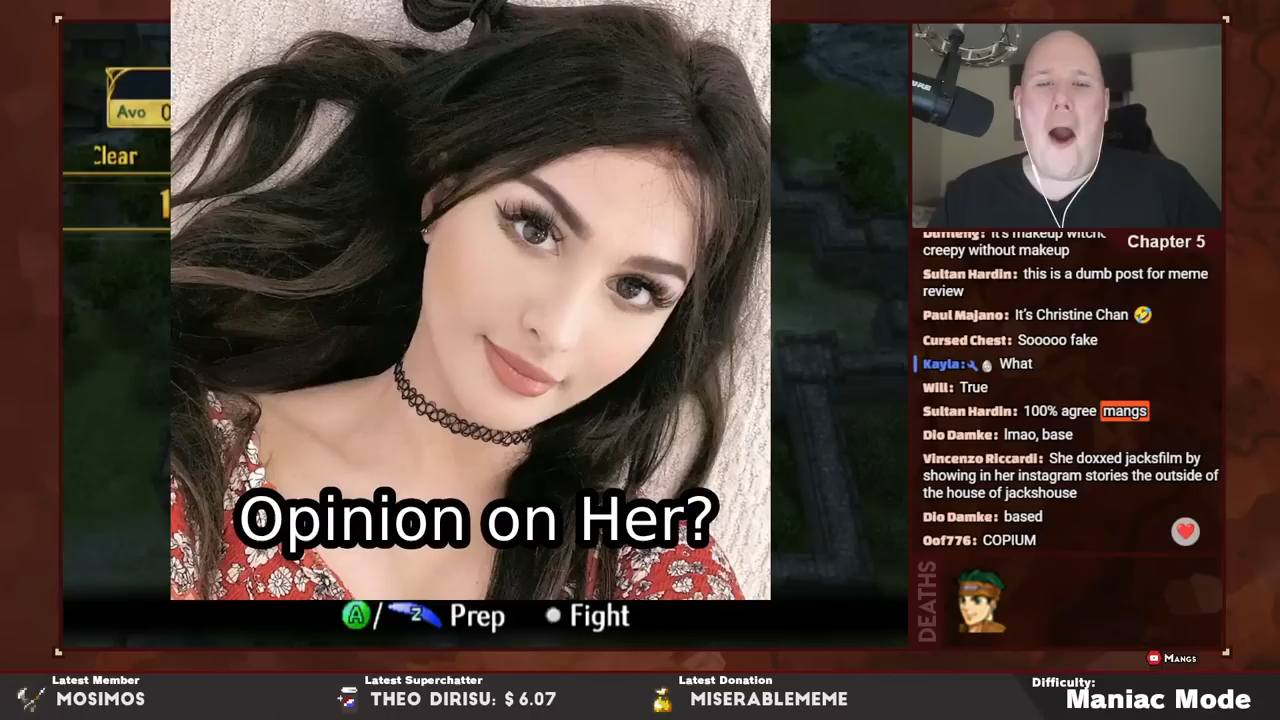 Avo 0
Clear
1
Opinion on Her?
A / Z Prep Fight
it's makeup
creepy without makeup
Chapter 5
Sultan Hardin: this is a dumb post for meme
review
Paul Majano: It's Christine Chan 🤣
Cursed Chest: Sooooo fake
Kayla: What
Will: True
Sultan Hardin: 100% agree mangs
Dio Damke: lmao, base
Vincenzo Riccardi: She doxxed jacksfilm by
showing in her instagram stories the outside of
the house of jackshouse
Dio Damke: based
Oof776: COPIUM
DEATHS
Mangs
Latest Member
MOSIMOS
Latest Superchatter
THEO DIRISU: $ 6.07
Latest Donation
MISERABLEMEME
Difficulty:
Maniac Mode